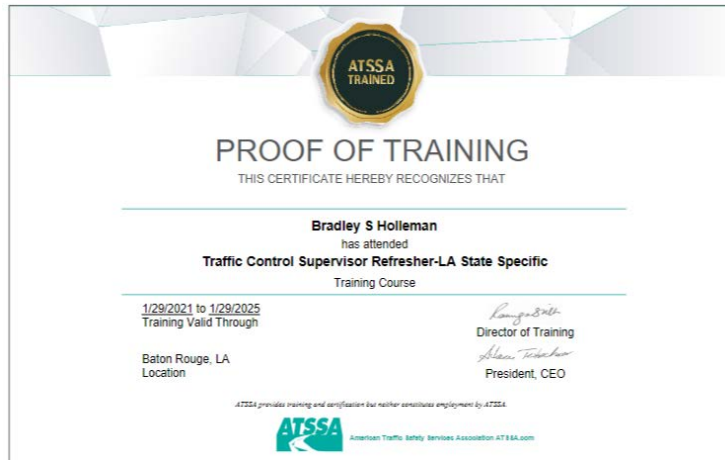 ATSSA
TRAINED
PROOF OF TRAINING
THIS CERTIFICATE HEREBY RECOGNIZES THAT
Bradley S Holleman
has attended
Traffic Control Supervisor Refresher-LA State Specific
Training Course
1/29/2021 to 1/29/2025
Training Valid Through
Director of Training
Baton Rouge, LA
Location
President, CEO
ATSSA provides training and certification but neither constitutes employment by ATSSA.
ATSSA
American Traffic Safety Services Association ATSSA.com